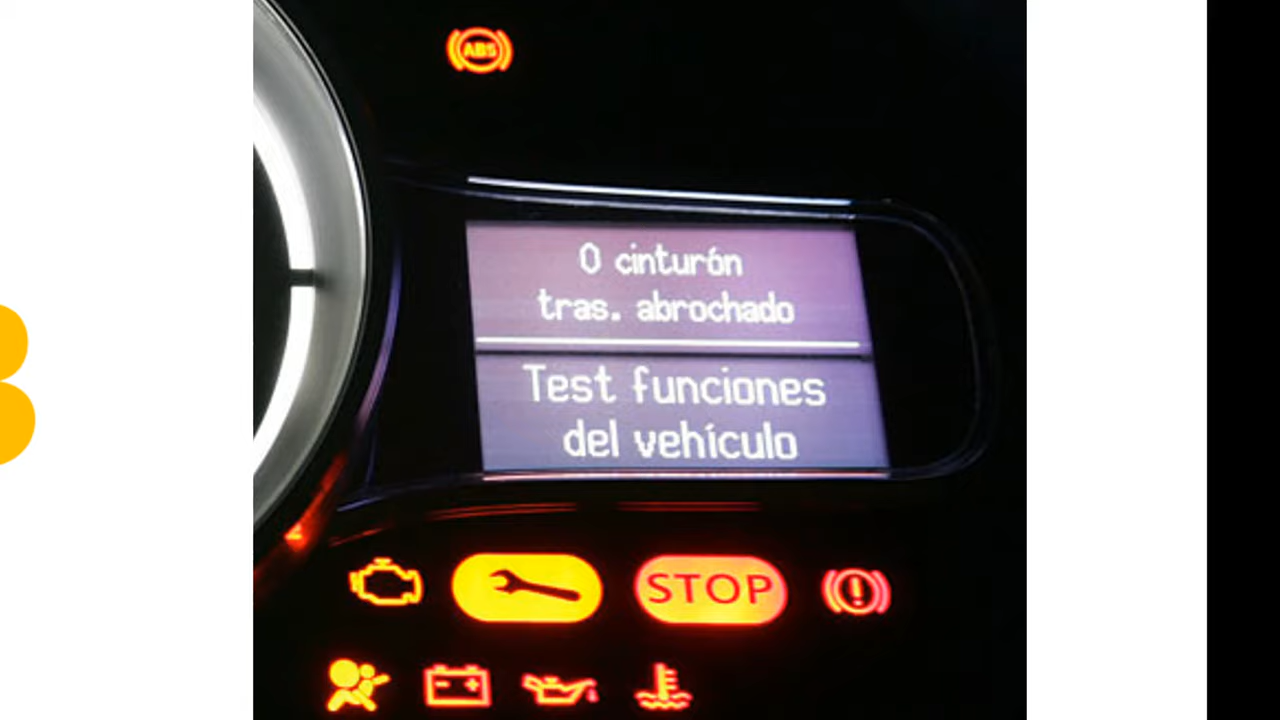 ABS
0 cinturón
tras. abrochado
Test funciones
del vehículo
STOP